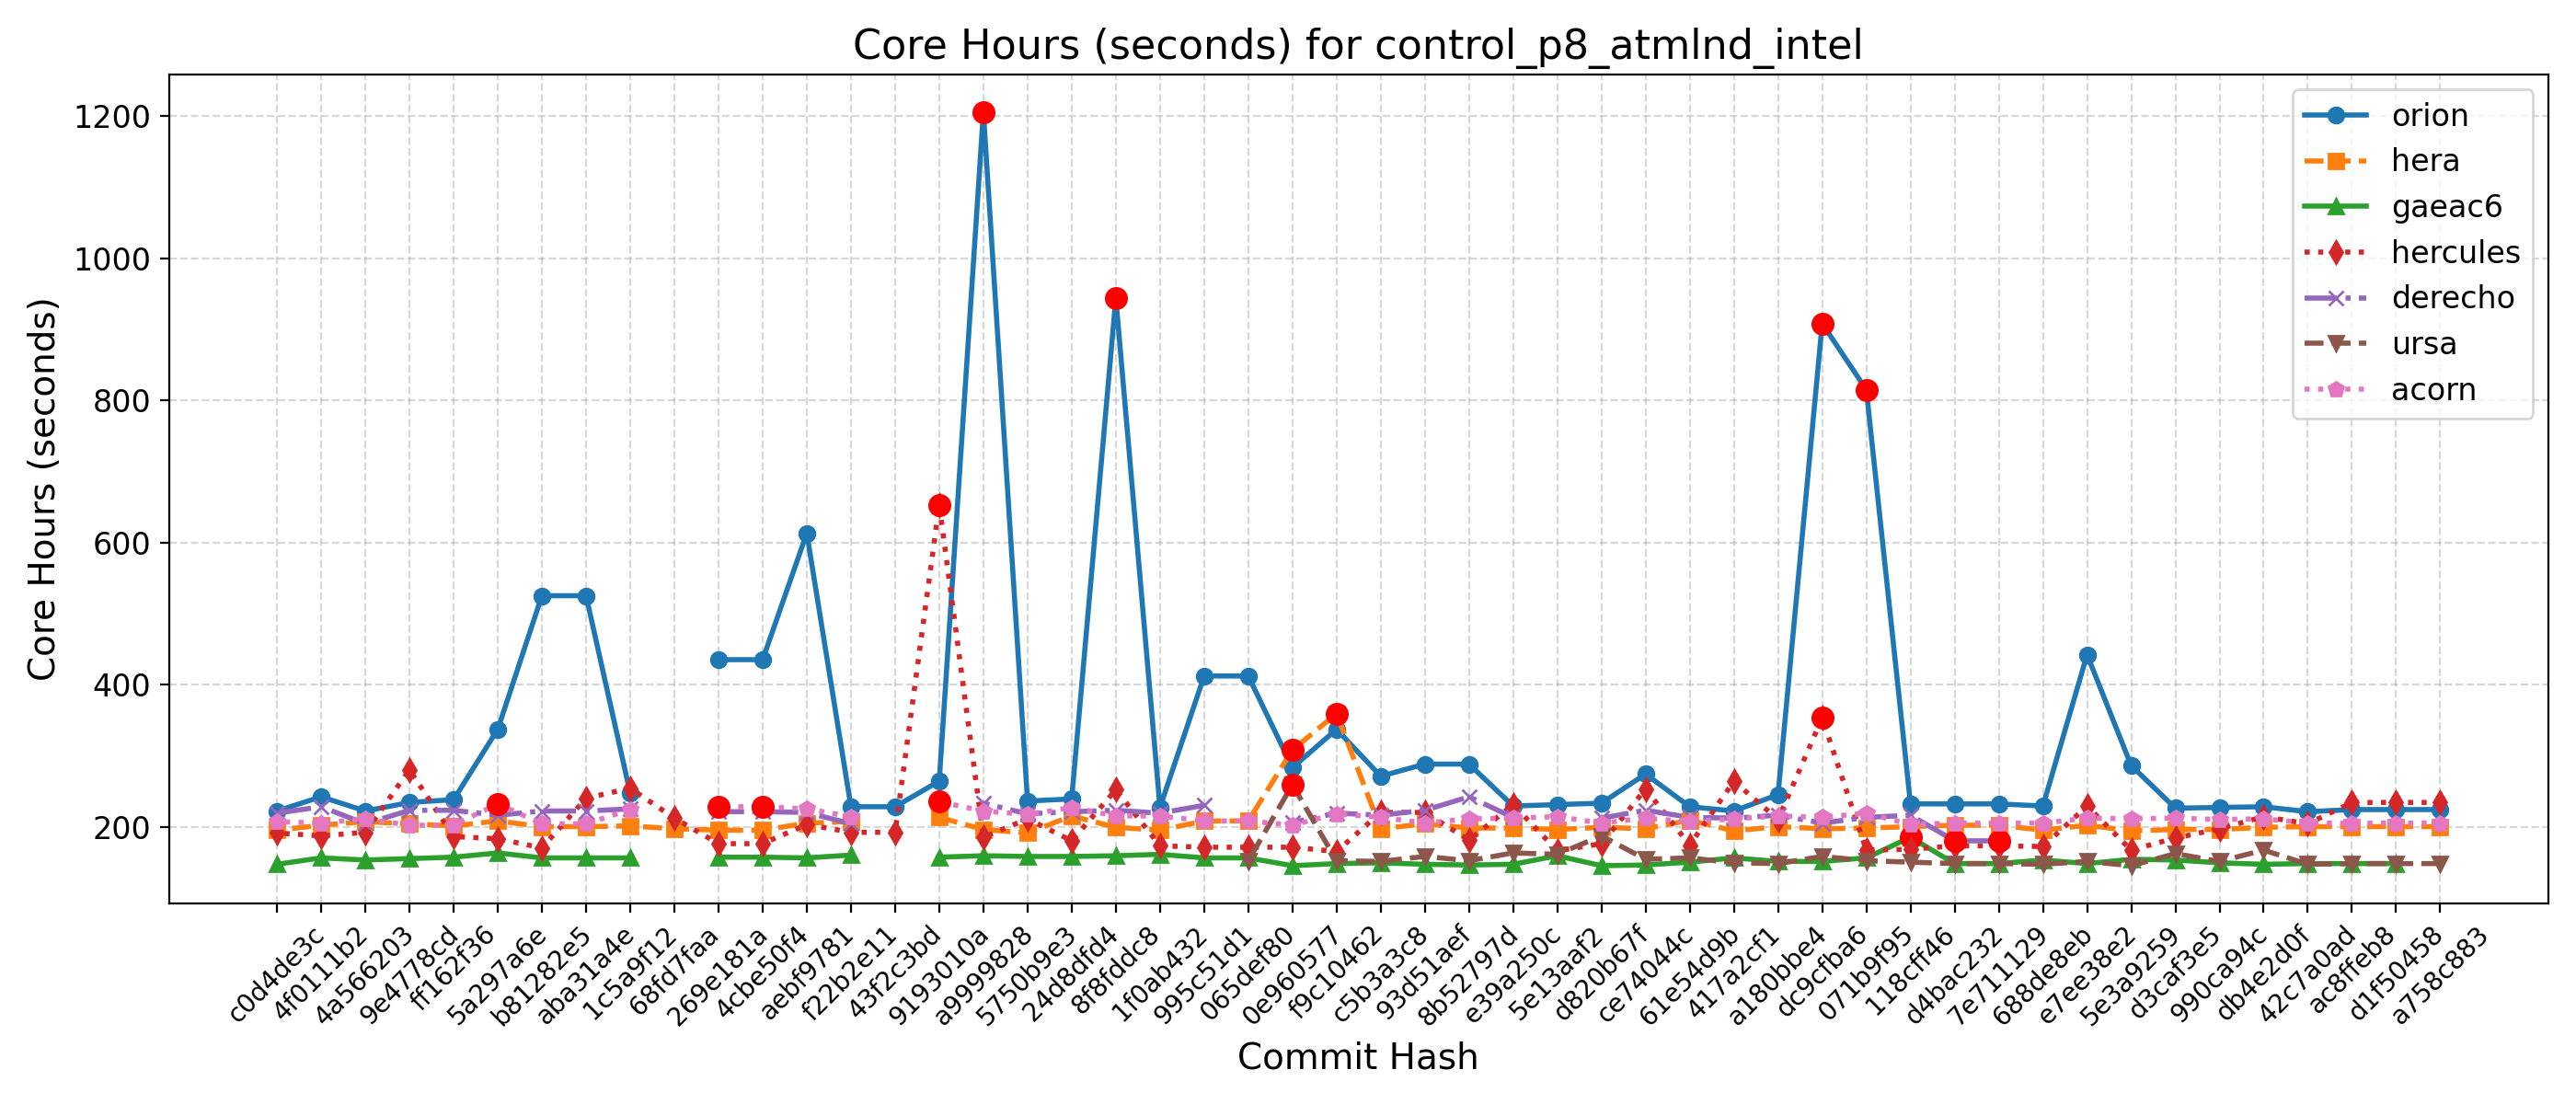 Core Hours (seconds) for control_p8_atmlnd_intel
Core Hours (seconds)
1200
1000
800
600
400
200
orion
hera
gaeac6
hercules
derecho
ursa
acorn
c0d4de3c
4f0111b2
4a566203
9e4778cd
ff162f36
5a297a6e
b81282e5
aba31a4e
1c5a9f12
68fd7faa
269e181a
4cbe50f4
aebf9781
f22b2e11
43f2c3bd
9193010a
a9999828
5750b9e3
24d8dfd4
8f8fddc8
1f0ab432
995c51d1
065def80
0e960577
f9c10462
c5b3a3c8
93d51aef
8b52797d
e39a250c
5e13aaf2
d820b67f
ce74044c
61e54d9b
417a2cf1
a180bbe4
dc9cfba6
071b9f95
118cff46
d4bac232
7e711129
688de8eb
e7ee38e2
5e3a9259
d3caf3e5
990ca94c
db4e2d0f
42c7a0ad
ac8ffeb8
d1f50458
a758c883
Commit Hash